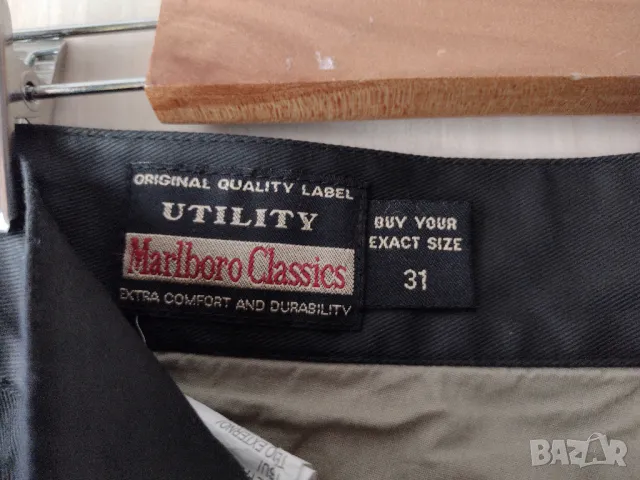 ORIGINAL QUALITY LABEL
UTILITY
Marlboro Classics
EXTRA COMFORT AND DURABILITY
BUY YOUR
EXACT SIZE
31
BAZAR